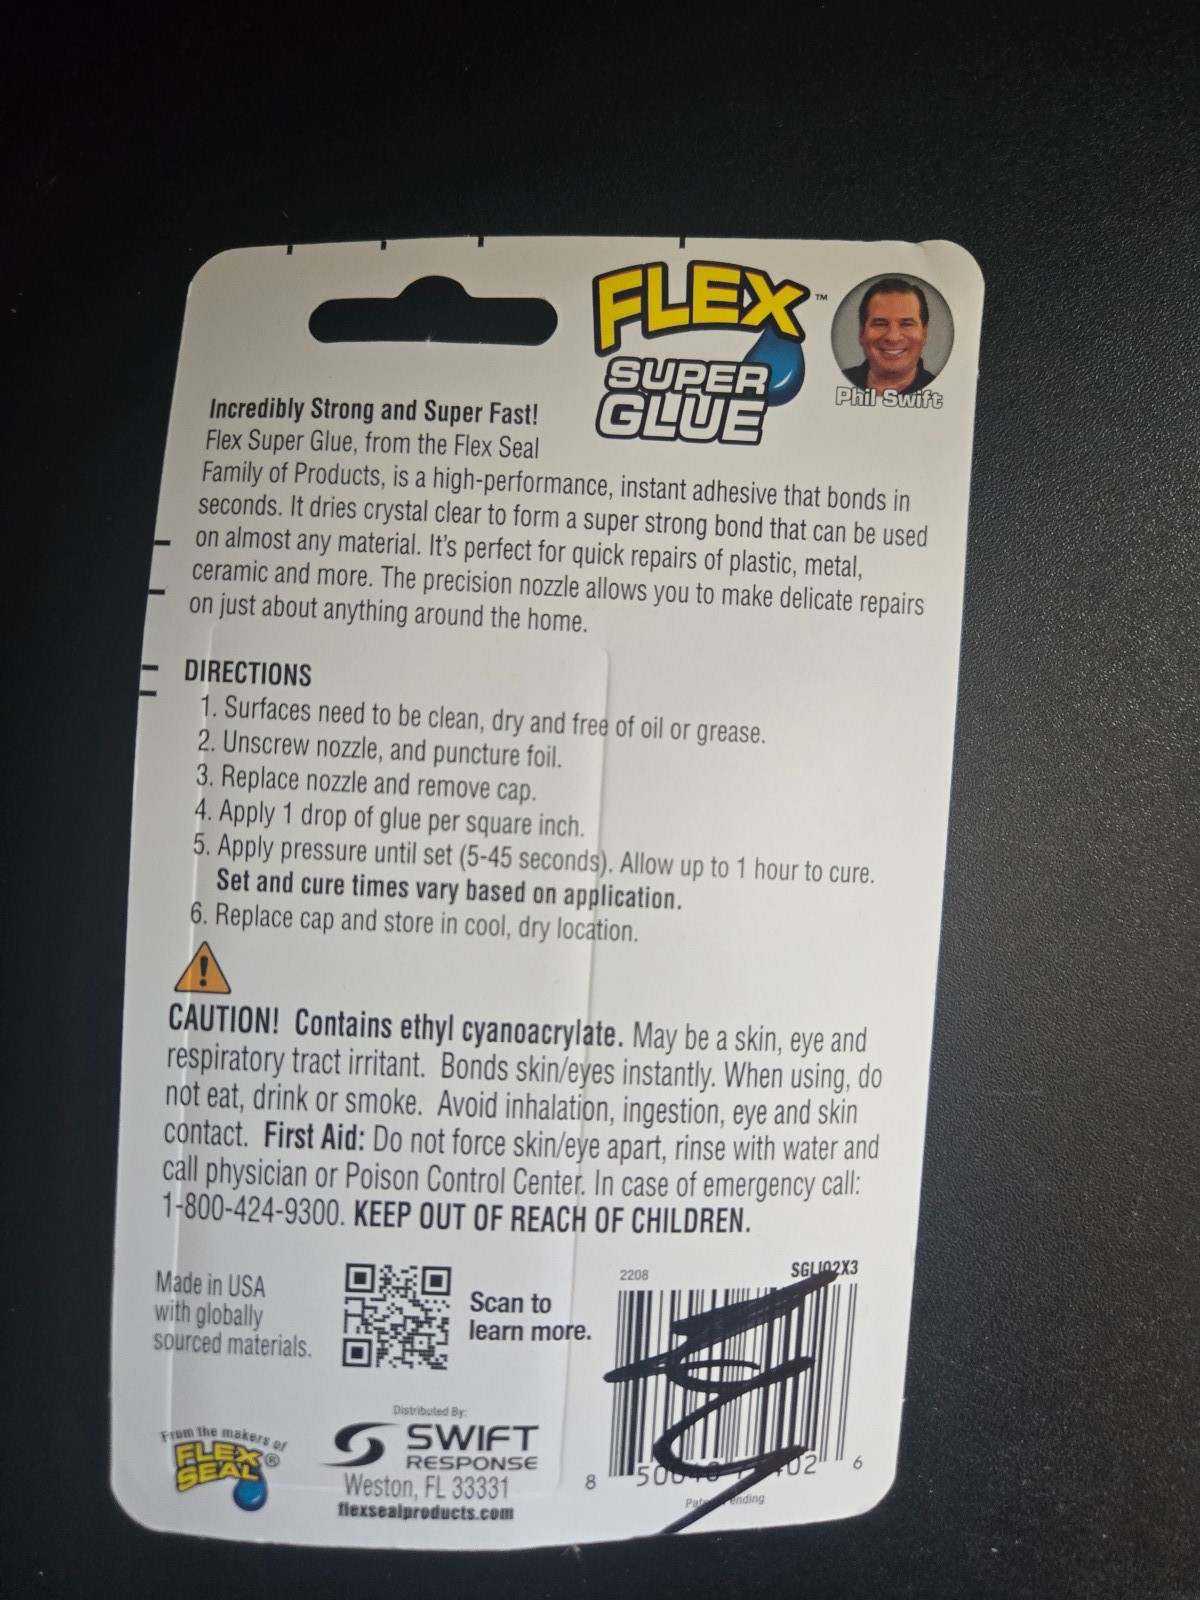 FLEX™
SUPER
GLUE
Phil Swift
Incredibly Strong and Super Fast!
Flex Super Glue, from the Flex Seal
Family of Products, is a high-performance, instant adhesive that bonds in
seconds. It dries crystal clear to form a super strong bond that can be used
on almost any material. It's perfect for quick repairs of plastic, metal,
ceramic and more. The precision nozzle allows you to make delicate repairs
on just about anything around the home.
DIRECTIONS
1. Surfaces need to be clean, dry and free of oil or grease.
2. Unscrew nozzle, and puncture foil.
3. Replace nozzle and remove cap.
4. Apply 1 drop of glue per square inch.
5. Apply pressure until set (5-45 seconds). Allow up to 1 hour to cure.
Set and cure times vary based on application.
6. Replace cap and store in cool, dry location.
CAUTION! Contains ethyl cyanoacrylate. May be a skin, eye and
respiratory tract irritant. Bonds skin/eyes instantly. When using, do
not eat, drink or smoke. Avoid inhalation, ingestion, eye and skin
contact. First Aid: Do not force skin/eye apart, rinse with water and
call physician or Poison Control Center. In case of emergency call:
1-800-424-9300. KEEP OUT OF REACH OF CHILDREN.
Made in USA
with globally
sourced materials.
Scan to
learn more.
2208
From the makers of
FLEX
SEAL®
Distributed By:
SWIFT
RESPONSE
Weston, FL 33331
flexsealproducts.com
8 6
Pending